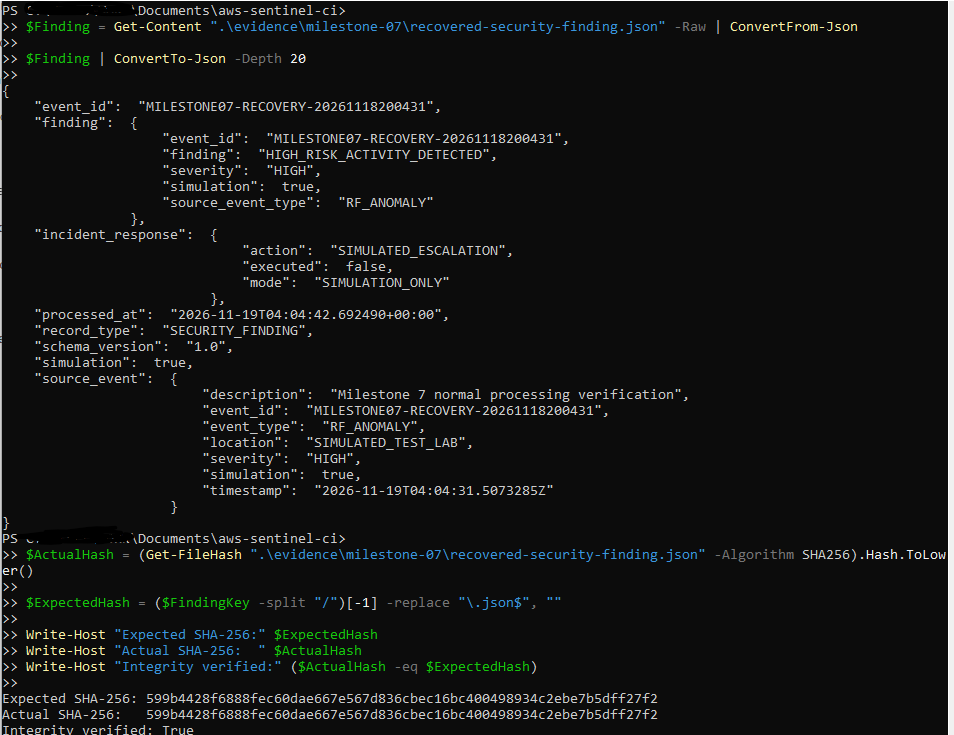 PS C:        \Documents\aws-sentinel-ci>
>> $Finding = Get-Content ".\evidence\milestone-07\recovered-security-finding.json" -Raw | ConvertFrom-Json
>>
>> $Finding | ConvertTo-Json -Depth 20
>>
{
    "event_id":  "MILESTONE07-RECOVERY-20261118200431",
    "finding":  {
                    "event_id":  "MILESTONE07-RECOVERY-20261118200431",
                    "finding":  "HIGH_RISK_ACTIVITY_DETECTED",
                    "severity":  "HIGH",
                    "simulation":  true,
                    "source_event_type":  "RF_ANOMALY"
                },
    "incident_response":  {
                              "action":  "SIMULATED_ESCALATION",
                              "executed":  false,
                              "mode":  "SIMULATION_ONLY"
                          },
    "processed_at":  "2026-11-19T04:04:42.692490+00:00",
    "record_type":  "SECURITY_FINDING",
    "schema_version":  "1.0",
    "simulation":  true,
    "source_event":  {
                         "description":  "Milestone 7 normal processing verification",
                         "event_id":  "MILESTONE07-RECOVERY-20261118200431",
                         "event_type":  "RF_ANOMALY",
                         "location":  "SIMULATED_TEST_LAB",
                         "severity":  "HIGH",
                         "simulation":  true,
                         "timestamp":  "2026-11-19T04:04:31.5073285Z"
                     }
}
PS        \Documents\aws-sentinel-ci>
>> $ActualHash = (Get-FileHash ".\evidence\milestone-07\recovered-security-finding.json" -Algorithm SHA256).Hash.ToLow
er()
>>
>> $ExpectedHash = ($FindingKey -split "/")[-1] -replace "\.json$", ""
>>
>> Write-Host "Expected SHA-256:" $ExpectedHash
>> Write-Host "Actual SHA-256:  " $ActualHash
>> Write-Host "Integrity verified:" ($ActualHash -eq $ExpectedHash)
>>
Expected SHA-256: 599b4428f6888fec60dae667e567d836cbec16bc400498934c2ebe7b5dff27f2
Actual SHA-256:   599b4428f6888fec60dae667e567d836cbec16bc400498934c2ebe7b5dff27f2
Integrity verified: True